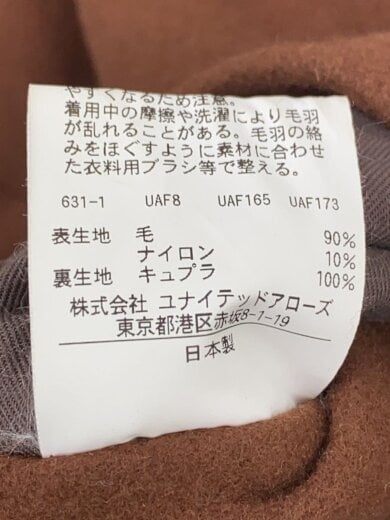 やすくなるため注意。
着用中の摩擦や洗濯により毛羽
が乱れることがある。毛羽の絡
みをほぐすように素材に合わせ
た衣料用ブラシ等で整える。
631-1 UAF8 UAF165 UAF173
表生地 毛 90%
ナイロン 10%
裏生地 キュプラ 100%
株式会社 ユナイテッドアローズ
東京都港区赤坂8-1-19
日本製